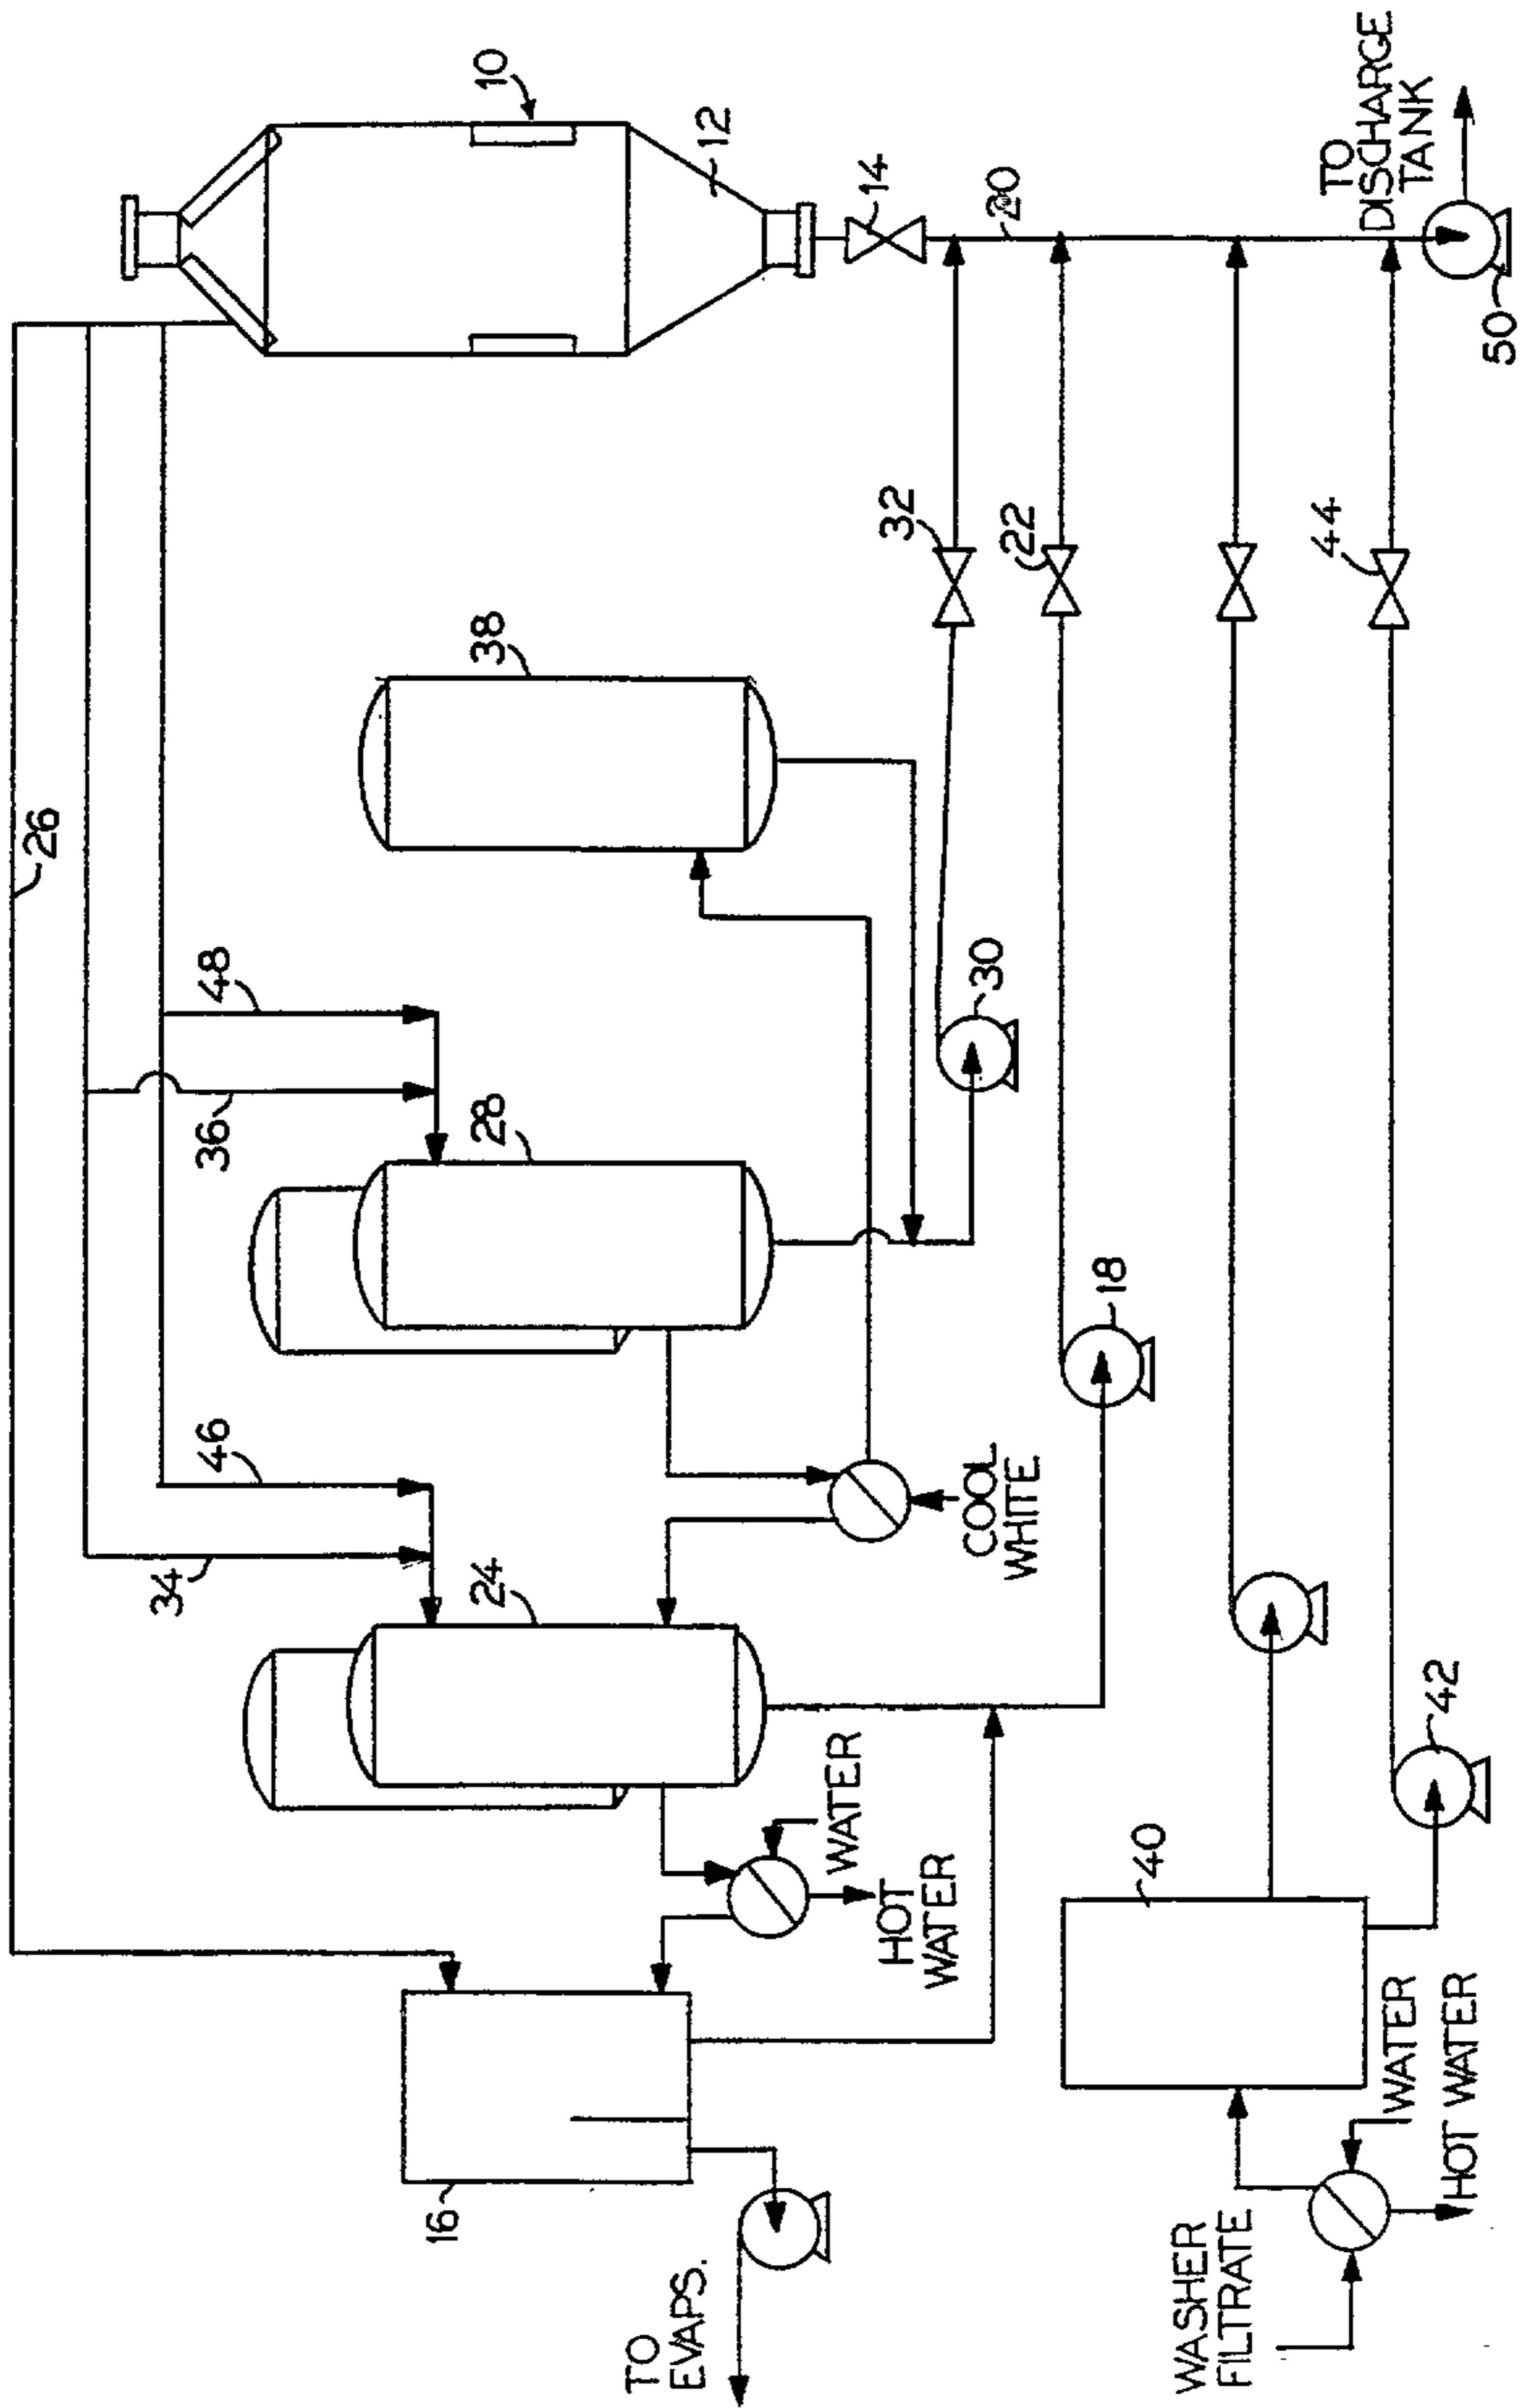 26
10
12
14
20
TO
DISCHARGE
TANK
50
48
36
46
34
38
32
22
44
28
30
24
18
COOL
WHITE
16
WATER
HOT
WATER
TO
EVAPS.
40
42
WASHER
FILTRATE
WATER
HOT WATER